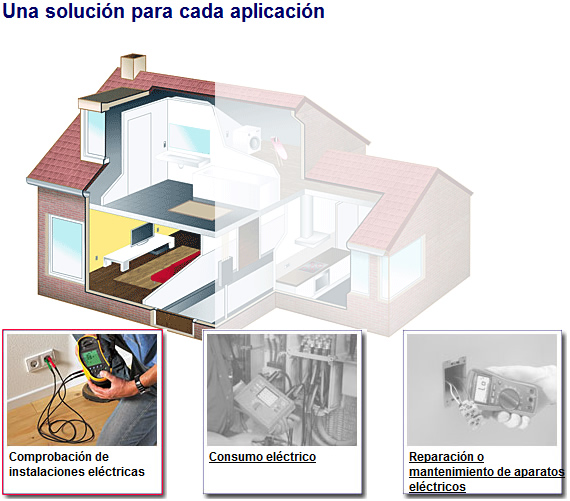 Una solución para cada aplicación
Comprobación de
instalaciones eléctricas
Consumo eléctrico
Reparación o
mantenimiento de aparatos
eléctricos